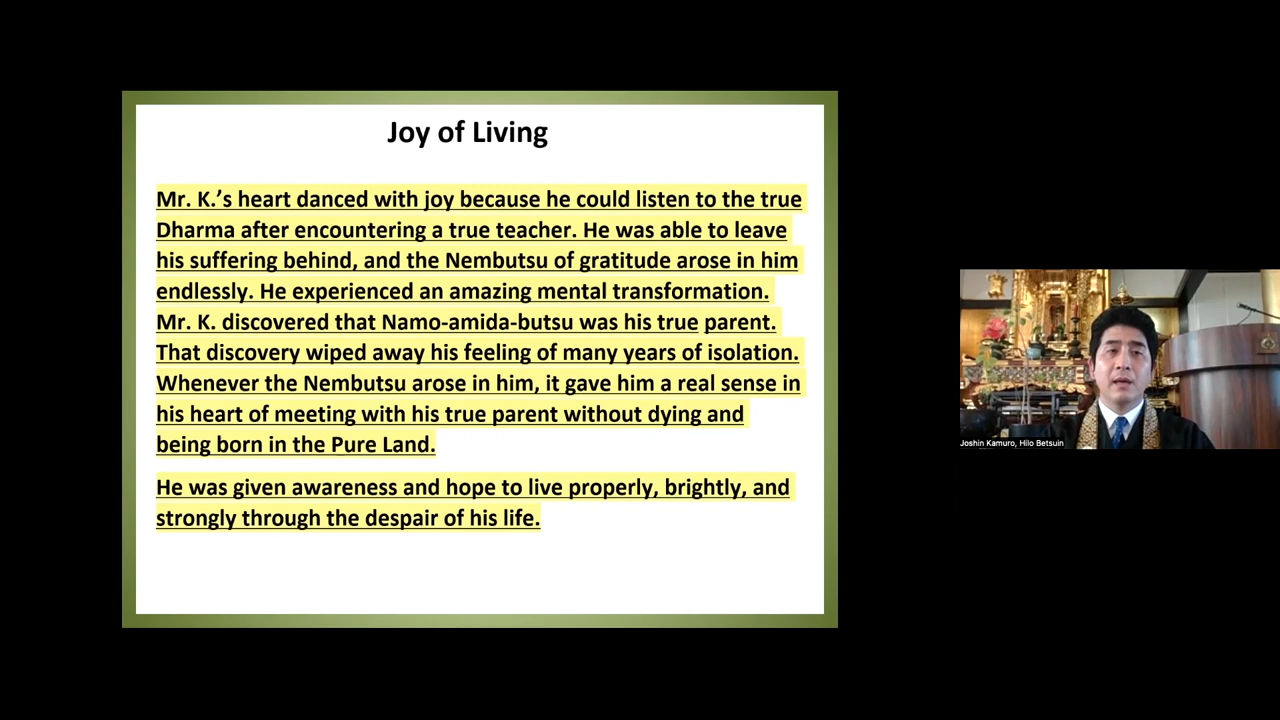 Joy of Living
Mr. K.’s heart danced with joy because he could listen to the true
Dharma after encountering a true teacher. He was able to leave
his suffering behind, and the Nembutsu of gratitude arose in him
endlessly. He experienced an amazing mental transformation.
Mr. K. discovered that Namo-amida-butsu was his true parent.
That discovery wiped away his feeling of many years of isolation.
Whenever the Nembutsu arose in him, it gave him a real sense in
his heart of meeting with his true parent without dying and
being born in the Pure Land.
He was given awareness and hope to live properly, brightly, and
strongly through the despair of his life.
Joshin Kamuro, Hilo Betsuin